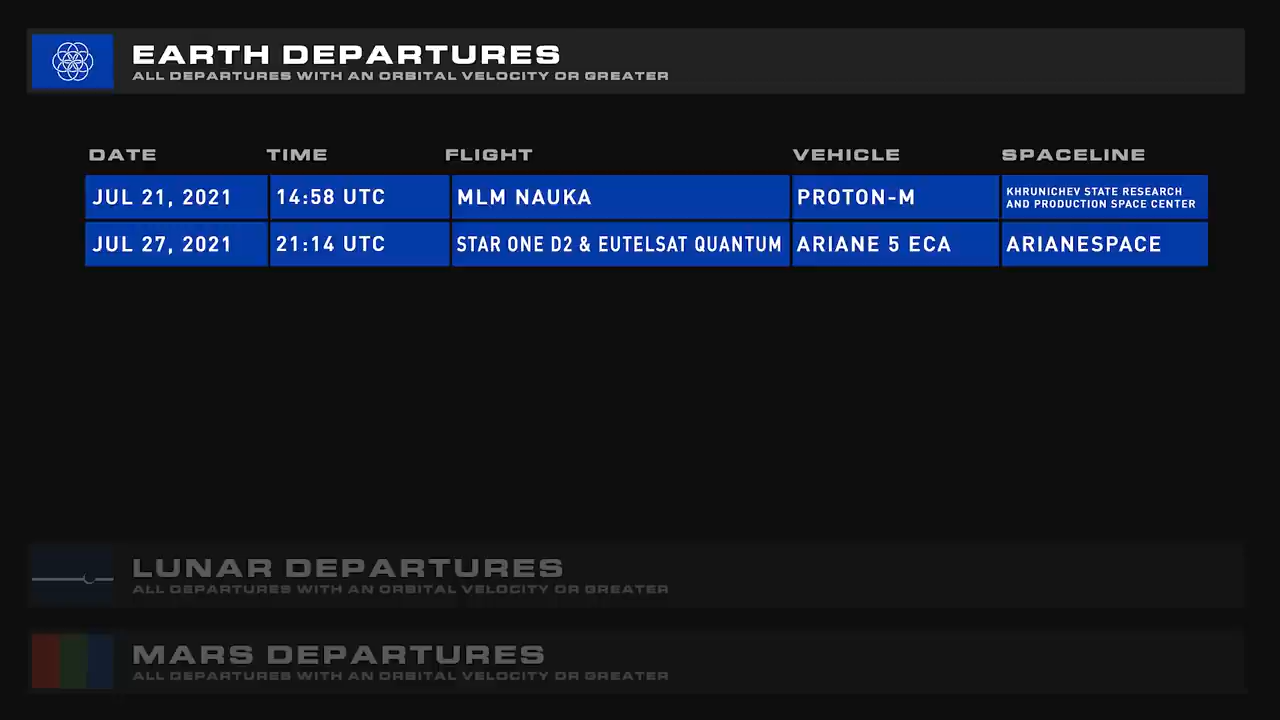 EARTH DEPARTURES
ALL DEPARTURES WITH AN ORBITAL VELOCITY OR GREATER
DATE TIME FLIGHT VEHICLE SPACELINE
JUL 21, 2021 14:58 UTC MLM NAUKA PROTON-M KHRUNICHEV STATE RESEARCH
AND PRODUCTION SPACE CENTER
JUL 27, 2021 21:14 UTC STAR ONE D2 & EUTELSAT QUANTUM ARIANE 5 ECA ARIANESPACE
LUNAR DEPARTURES
ALL DEPARTURES WITH AN ORBITAL VELOCITY OR GREATER
MARS DEPARTURES
ALL DEPARTURES WITH AN ORBITAL VELOCITY OR GREATER